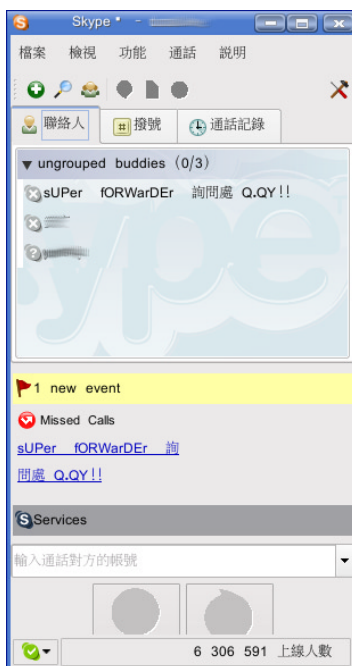 Skype™ -
檔案 檢視 功能 通話 說明
聯絡人 撥號 通話記錄
ungrouped buddies (0/3)
sUPer fORWarDEr 詢問處 Q.QY!!
1 new event
Missed Calls
sUPer fORWarDEr 詢
問處 Q.QY!!
Services
輸入通話對方的帳號
6 306 591 上線人數